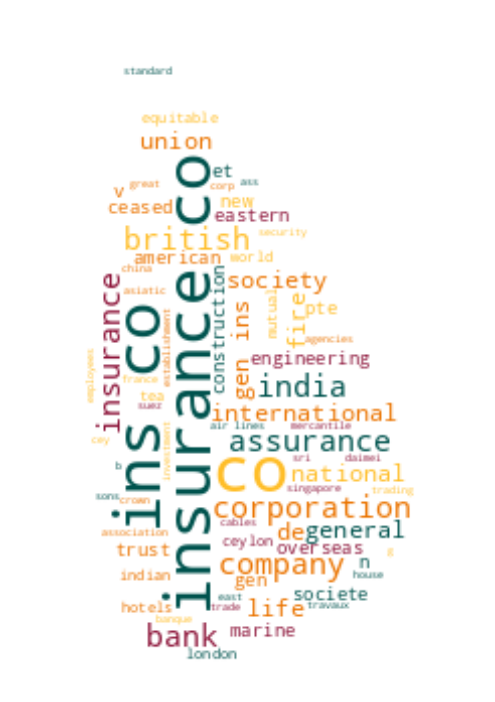 standard
equitable
union
et
v
great
corp
ass
ceased
new
eastern
british
security
american
world
china
asiatic
society
insurance co
ins co
insurance
construction
establishment
ins
mutual
fire
pte
agencies
employees
france
tea
suez
gen
engineering
india
international
air lines
mercantile
cey
investment
assurance
co
national
sri
daimei
b
singapore
trading
sons
crown
corporation
cables
association
de
general
ceylon
overseas
trust
company
n
g
indian
gen
house
east
societe
hotels
trade
life
travaux
banque
bank
marine
london